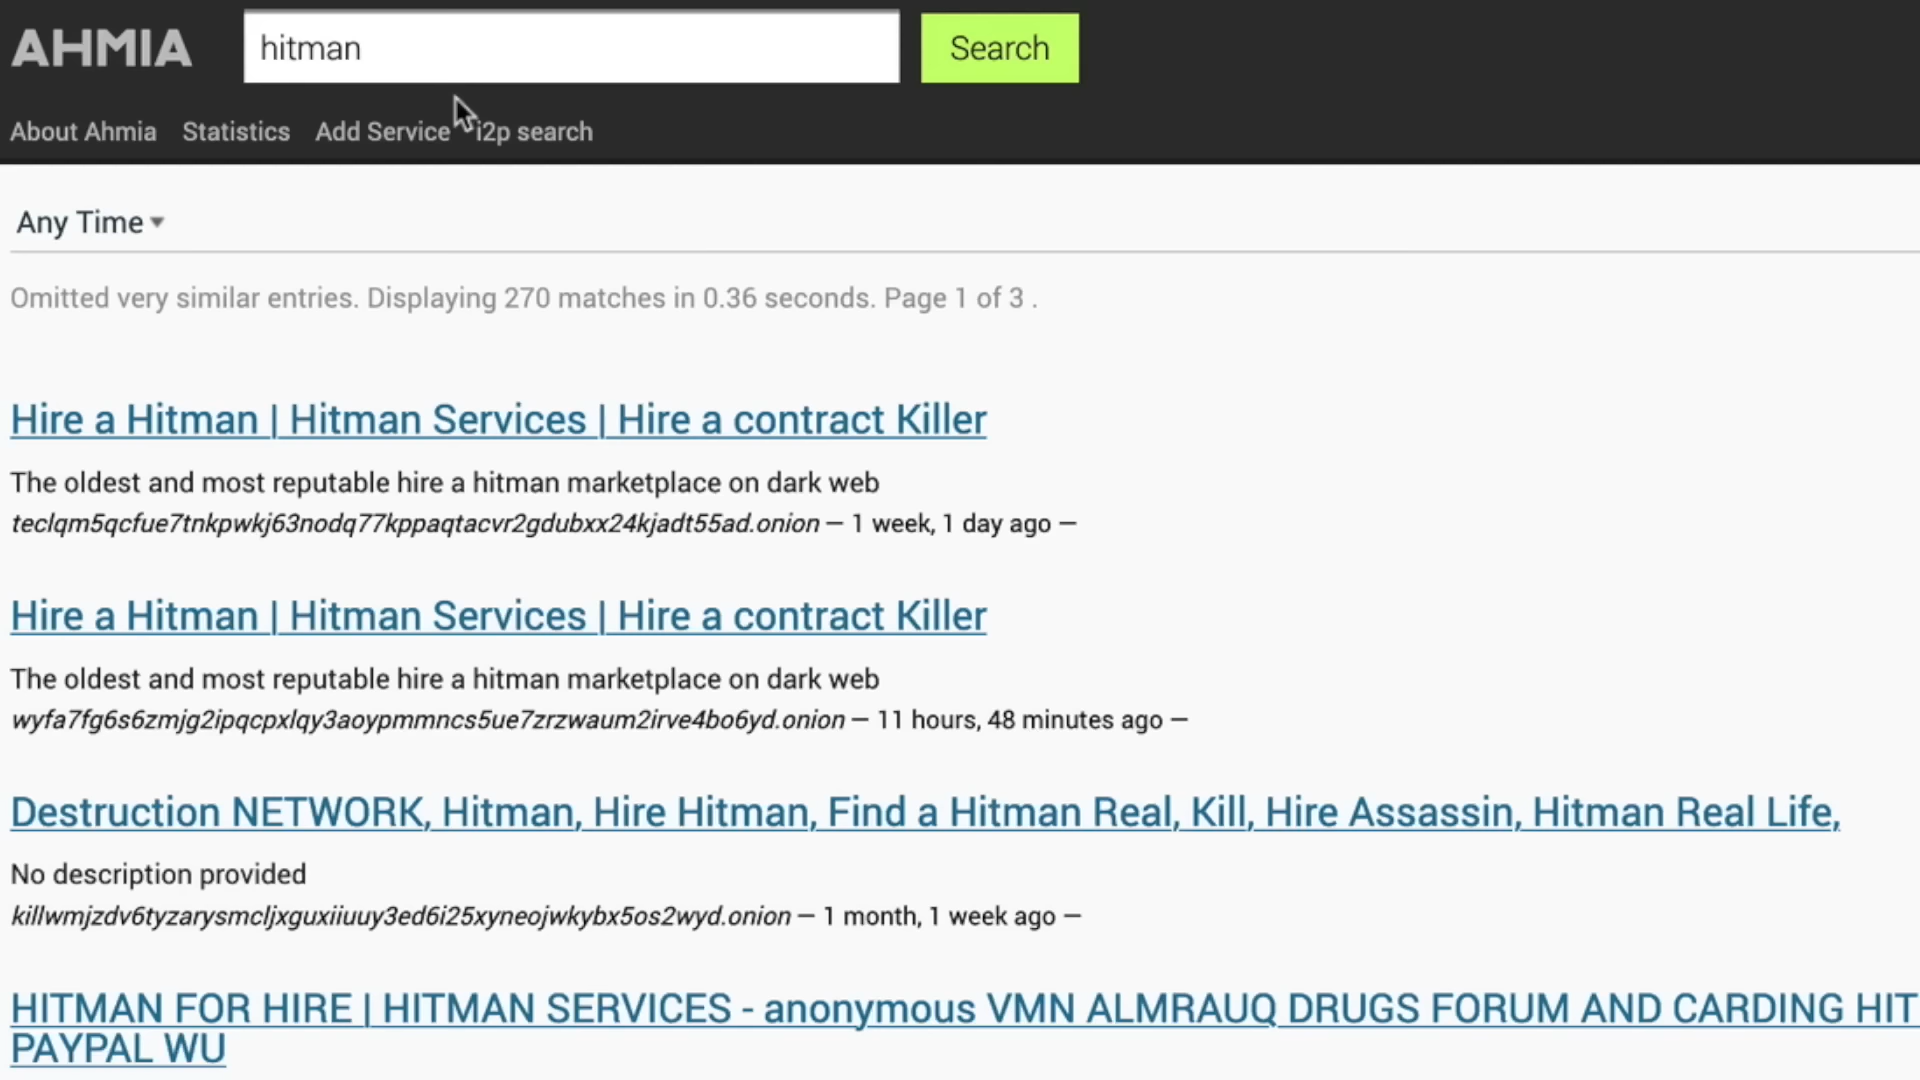 AHMIA
hitman
Search
About Ahmia Statistics Add Service i2p search
Any Time
Omitted very similar entries. Displaying 270 matches in 0.36 seconds. Page 1 of 3 .
Hire a Hitman | Hitman Services | Hire a contract Killer
The oldest and most reputable hire a hitman marketplace on dark web
teclqm5qcfue7tnkpwkj63nodq77kppaqtacvr2gdubxx24kjadt55ad.onion — 1 week, 1 day ago —
Hire a Hitman | Hitman Services | Hire a contract Killer
The oldest and most reputable hire a hitman marketplace on dark web
wyfa7fg6s6zmjg2ipqcpxlqy3aoypmmncs5ue7zrzwaum2irve4bo6yd.onion — 11 hours, 48 minutes ago —
Destruction NETWORK, Hitman, Hire Hitman, Find a Hitman Real, Kill, Hire Assassin, Hitman Real Life,
No description provided
killwmjzdv6tyzarysmcljxguxiiuuy3ed6i25xyneojwkybx5os2wyd.onion — 1 month, 1 week ago —
HITMAN FOR HIRE | HITMAN SERVICES - anonymous VMN ALMRAUQ DRUGS FORUM AND CARDING HIT
PAYPAL WU